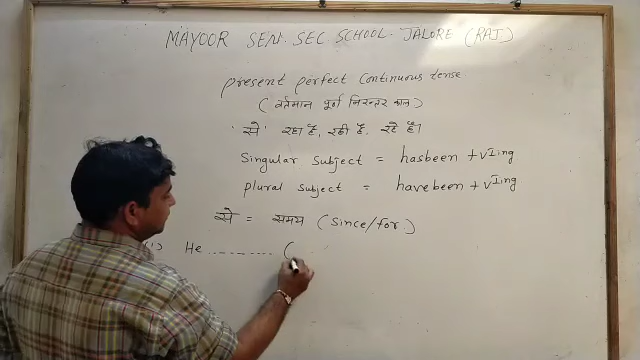 MAYOOR SEN. SEC. SCHOOL. JALORE (RAJ)
present perfect continuous tense
(वर्तमान पूर्ण निरन्तर काल)
'से' रहा है, रही है, रहे है।
Singular subject = hasbeen + VIing
plural subject = havebeen + VIing
से = समय (Since/for)
(1) He ......... (